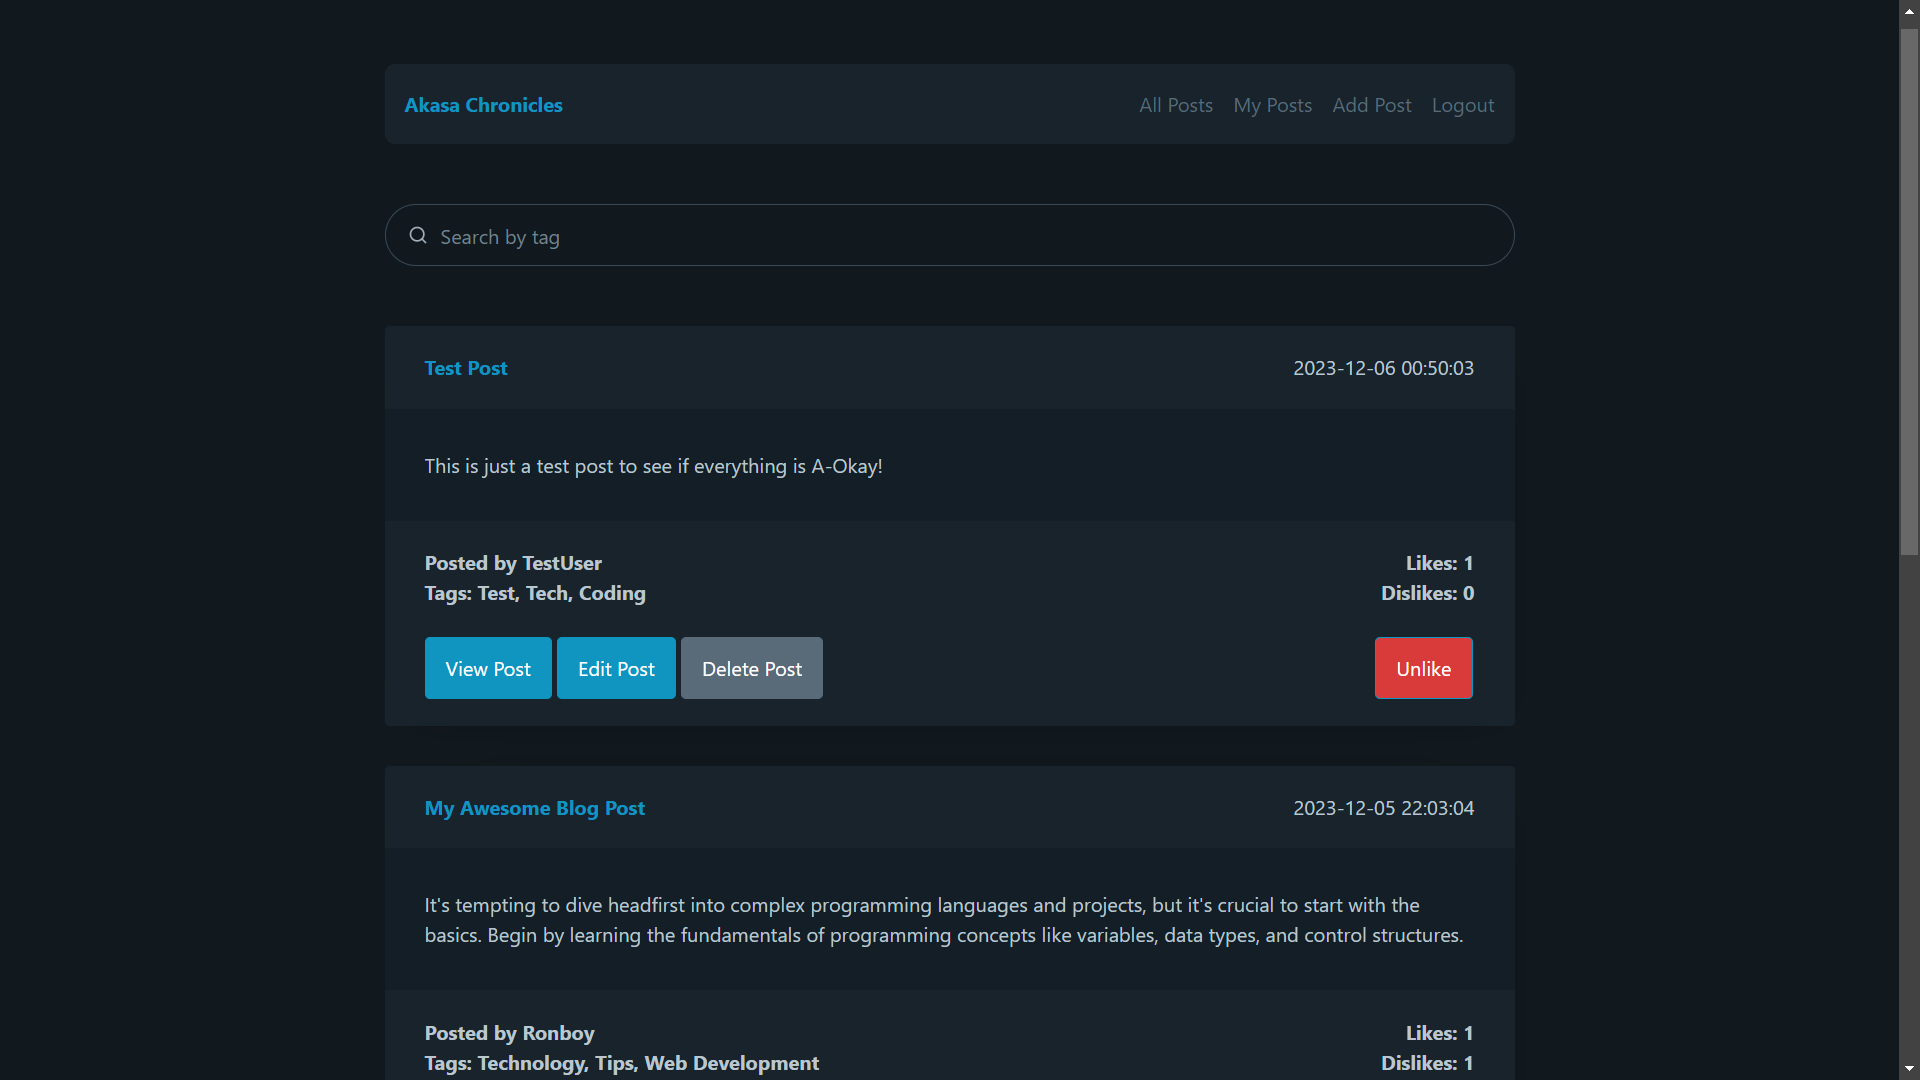 Akasa Chronicles
All Posts My Posts Add Post Logout
Search by tag
Test Post
2023-12-06 00:50:03
This is just a test post to see if everything is A-Okay!
Posted by TestUser
Likes: 1
Tags: Test, Tech, Coding
Dislikes: 0
View Post Edit Post Delete Post
Unlike
My Awesome Blog Post
2023-12-05 22:03:04
It's tempting to dive headfirst into complex programming languages and projects, but it's crucial to start with the
basics. Begin by learning the fundamentals of programming concepts like variables, data types, and control structures.
Posted by Ronboy
Likes: 1
Tags: Technology, Tips, Web Development
Dislikes: 1